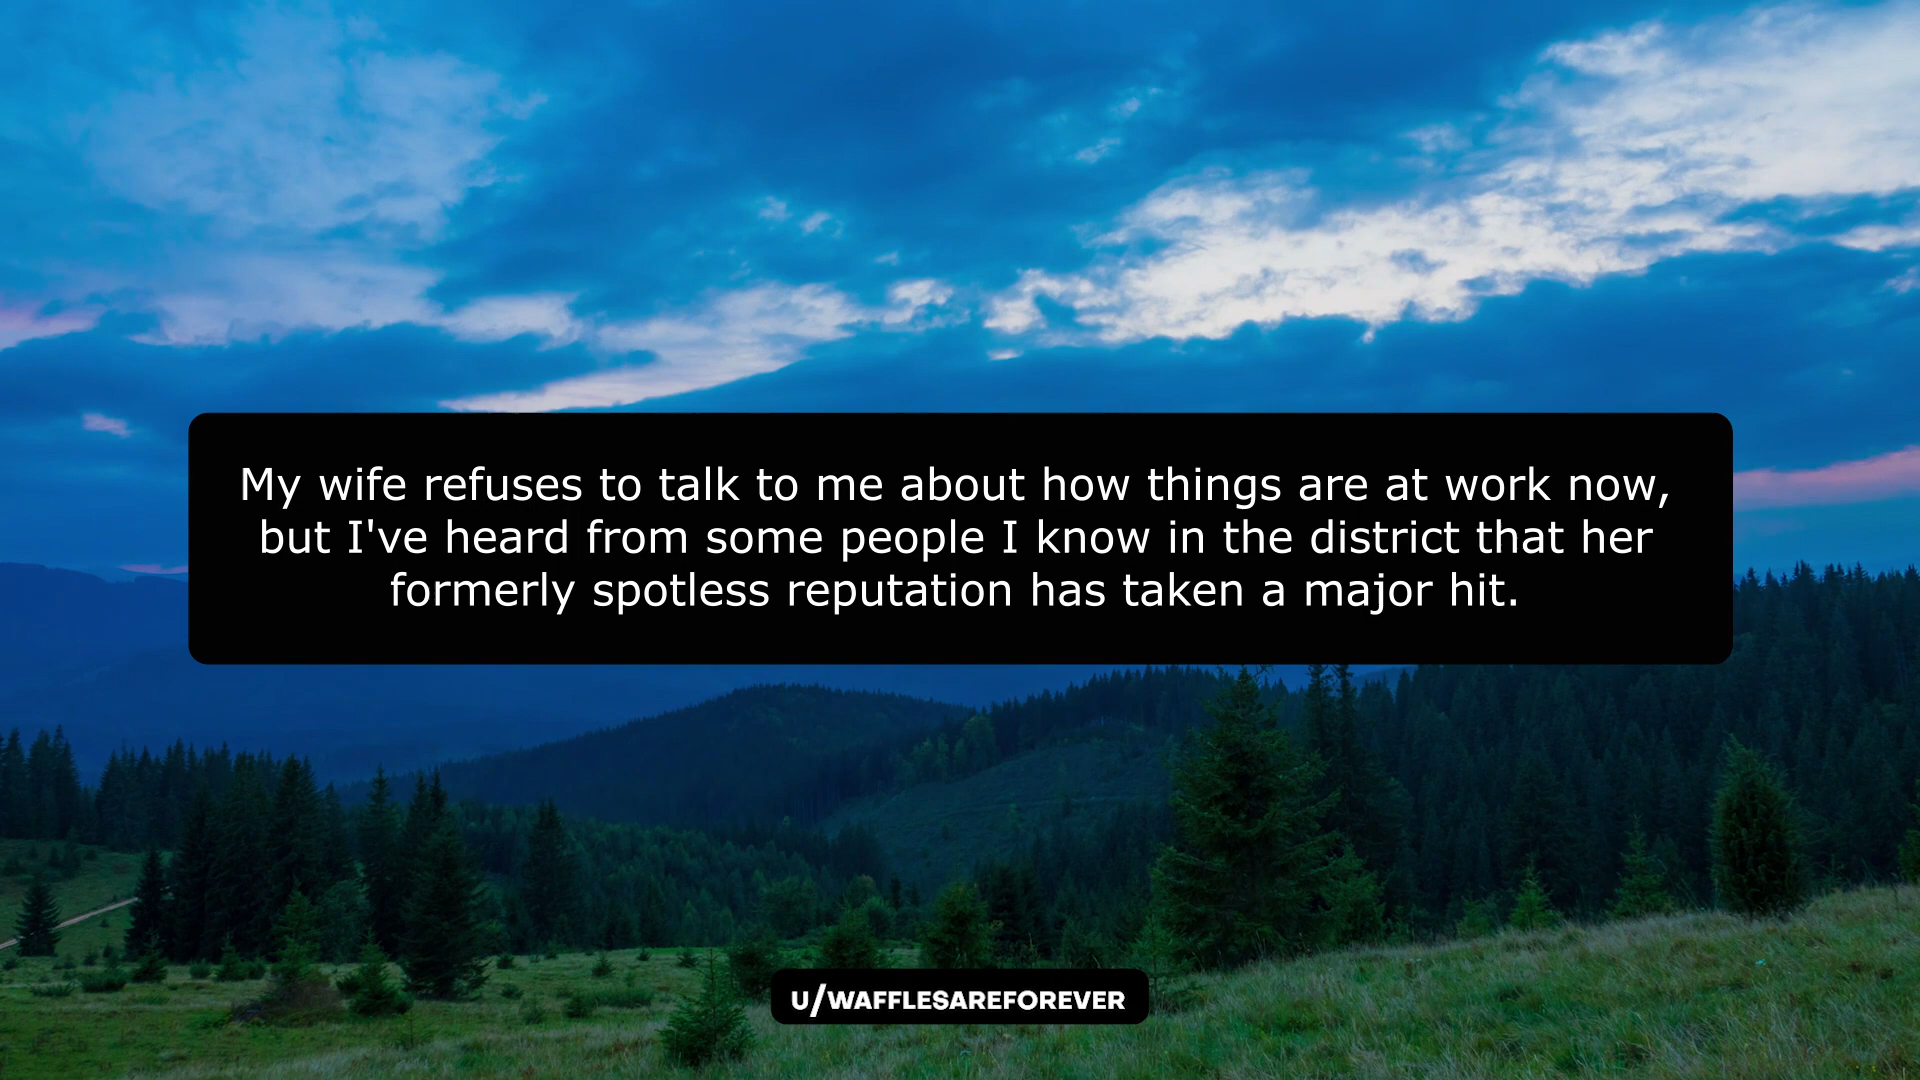 My wife refuses to talk to me about how things are at work now,
but I've heard from some people I know in the district that her
formerly spotless reputation has taken a major hit.
U/WAFFLESAREFOREVER